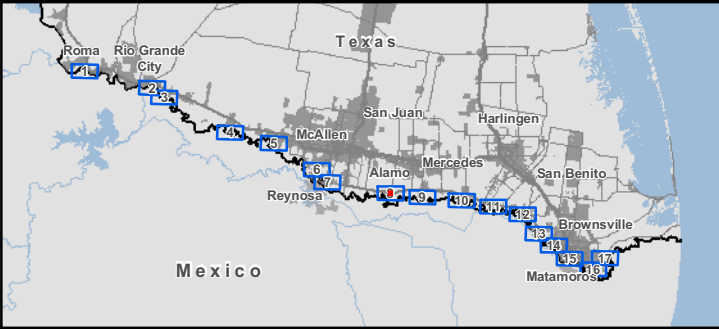 Texas
Roma
Rio Grande
City
1
2
3
San Juan
McAllen
Harlingen
4
5
Alamo
Mercedes
6
7
San Benito
Reynosa
8
9
10
11
12
Brownsville
13
14
15
16
17
Mexico
Matamoros